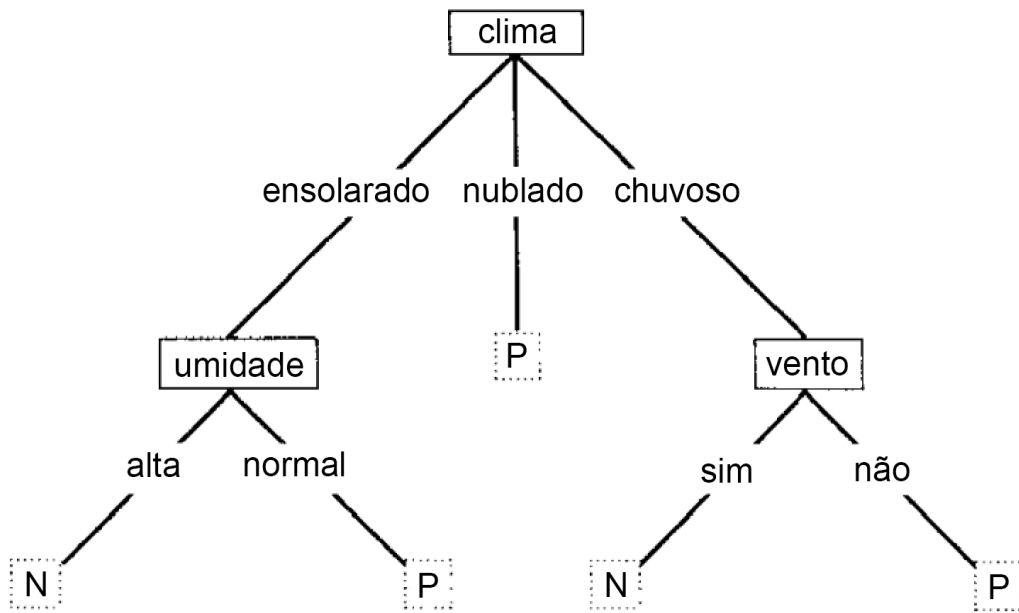 clima
ensolarado nublado chuvoso
umidade P vento
alta normal sim não
N P N P